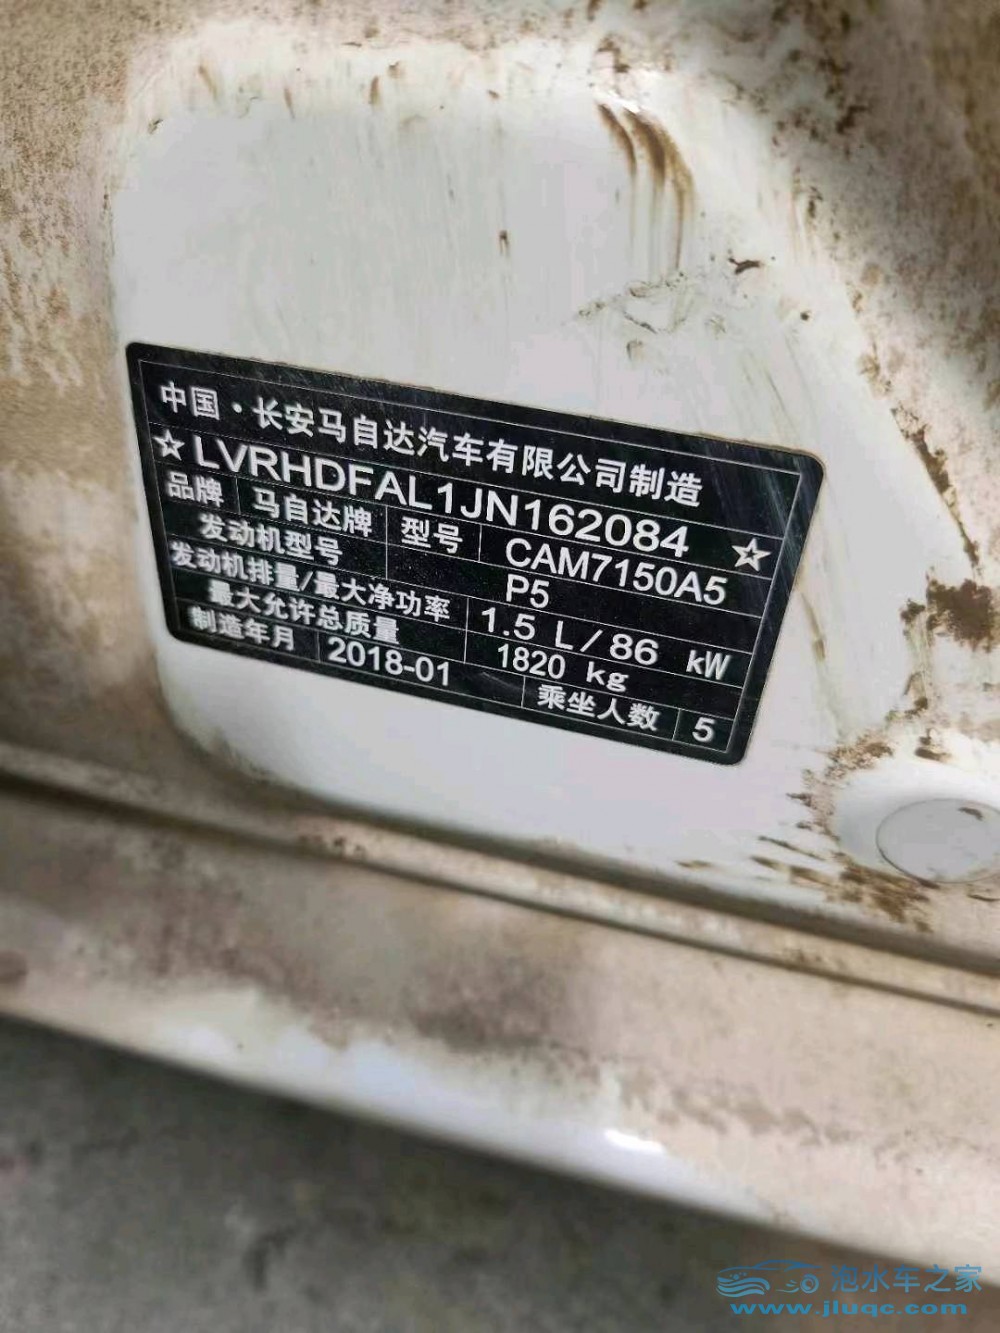 中国·长安马自达汽车有限公司制造
☆LVRHDFAL1JN162084☆
品牌 马自达牌 型号 CAM7150A5
发动机型号 P5
发动机排量/最大净功率 1.5 L/86 kW
最大允许总质量 1820 kg
制造年月 2018-01 乘坐人数 5
泡水车之家
www.jluqc.com